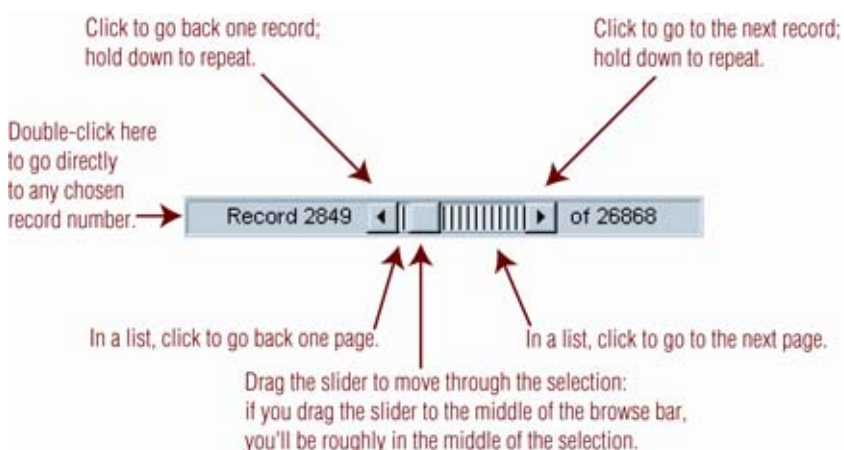 Click to go back one record;
hold down to repeat.
Click to go to the next record;
hold down to repeat.
Double-click here
to go directly
to any chosen
record number.
Record 2849 of 26868
In a list, click to go back one page.
In a list, click to go to the next page.
Drag the slider to move through the selection:
if you drag the slider to the middle of the browse bar,
you'll be roughly in the middle of the selection.